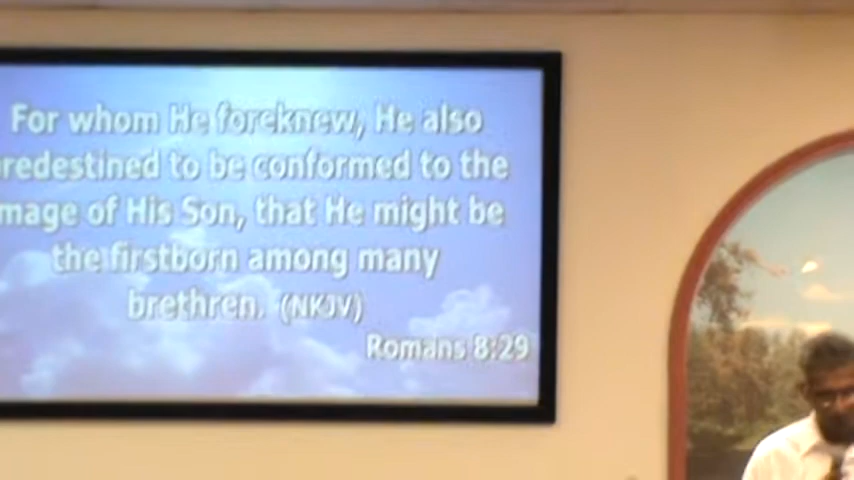 For whom He foreknew, He also
redestined to be conformed to the
mage of His Son, that He might be
the firstborn among many
brethren. (NKJV)
Romans 8:29